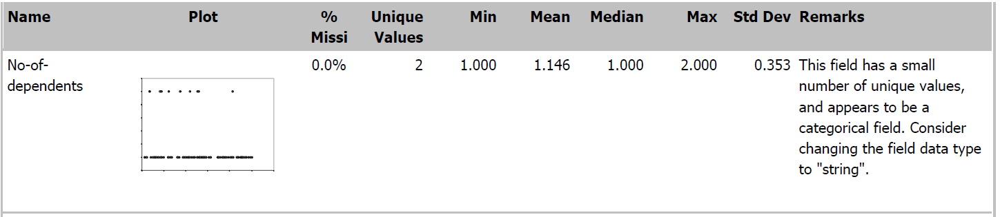 Name Plot % Missi Unique Values Min Mean Median Max Std Dev Remarks
No-of-dependents 0.0% 2 1.000 1.146 1.000 2.000 0.353 This field has a small
number of unique values,
and appears to be a
categorical field. Consider
changing the field data type
to "string".